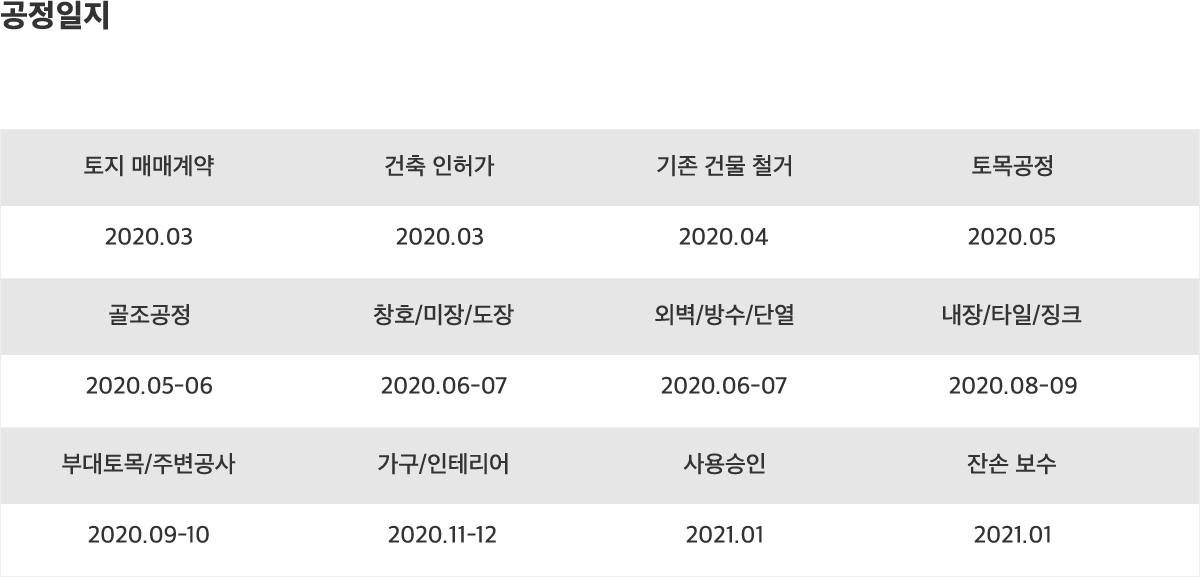 공정일지
토지 매매계약 건축 인허가 기존 건물 철거 토목공정
2020.03 2020.03 2020.04 2020.05
골조공정 창호/미장/도장 외벽/방수/단열 내장/타일/징크
2020.05-06 2020.06-07 2020.06-07 2020.08-09
부대토목/주변공사 가구/인테리어 사용승인 잔손 보수
2020.09-10 2020.11-12 2021.01 2021.01